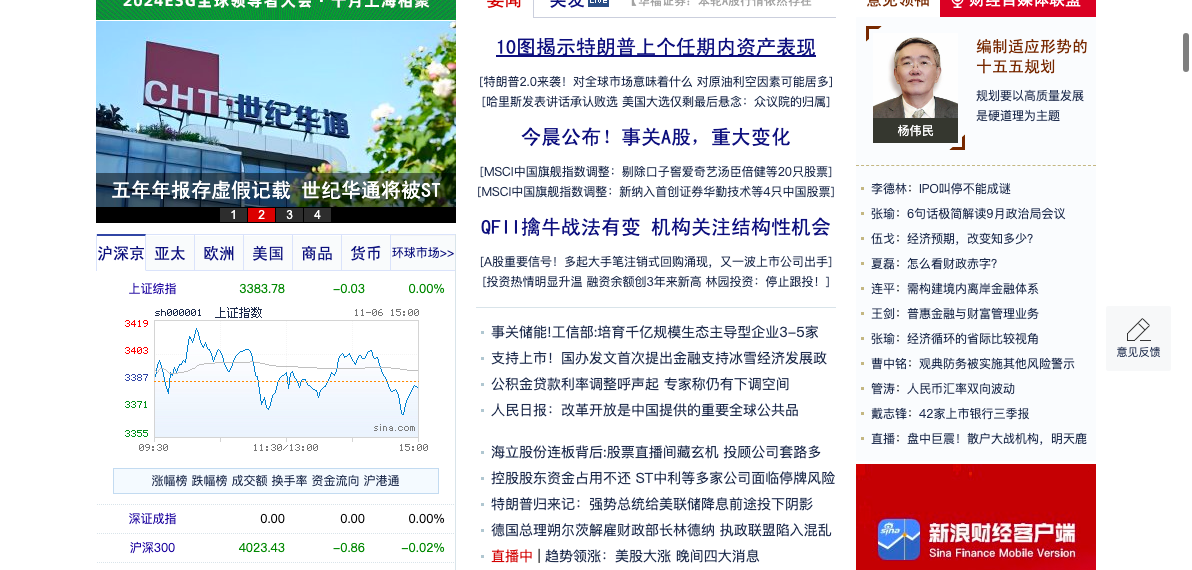 2024ESG全球领导者大会·十月上海相聚
CHT·世纪华通
五年年报存虚假记载 世纪华通将被ST
1 2 3 4
沪深京 亚太 欧洲 美国 商品 货币 环球市场>>
上证综指 3383.78 -0.03 0.00%
sh000001 上证指数 11-06 15:00
3419
3403
3387
3371
3355
sina.com
09:30 11:30/13:00 15:00
涨幅榜 跌幅榜 成交额 换手率 资金流向 沪港通
深证成指 0.00 0.00 0.00%
沪深300 4023.43 -0.86 -0.02%
要闻 美发 LIVE 【华福证券：本轮A股行情依然存在
10图揭示特朗普上个任期内资产表现
[特朗普2.0来袭！对全球市场意味着什么 对原油利空因素可能居多]
[哈里斯发表讲话承认败选 美国大选仅剩最后悬念：众议院的归属]
今晨公布！事关A股，重大变化
[MSCI中国旗舰指数调整：剔除口子窖爱奇艺汤臣倍健等20只股票]
[MSCI中国旗舰指数调整：新纳入首创证券华勤技术等4只中国股票]
QFII擒牛战法有变 机构关注结构性机会
[A股重要信号！多起大手笔注销式回购涌现，又一波上市公司出手]
[投资热情明显升温 融资余额创3年来新高 林园投资：停止跟投！]
事关储能!工信部:培育千亿规模生态主导型企业3-5家
支持上市！国办发文首次提出金融支持冰雪经济发展政
公积金贷款利率调整呼声起 专家称仍有下调空间
人民日报：改革开放是中国提供的重要全球公共品
海立股份连板背后:股票直播间藏玄机 投顾公司套路多
控股股东资金占用不还 ST中利等多家公司面临停牌风险
特朗普归来记：强势总统给美联储降息前途投下阴影
德国总理朔尔茨解雇财政部长林德纳 执政联盟陷入混乱
直播中 | 趋势领涨：美股大涨 晚间四大消息
意见领袖 财经自媒体联盟
杨伟民
编制适应形势的
十五五规划
规划要以高质量发展
是硬道理为主题
李德林：IPO叫停不能成谜
张瑜：6句话极简解读9月政治局会议
伍戈：经济预期，改变知多少?
夏磊：怎么看财政赤字?
连平：需构建境内离岸金融体系
王剑：普惠金融与财富管理业务
张瑜：经济循环的省际比较视角
曹中铭：观典防务被实施其他风险警示
管涛：人民币汇率双向波动
戴志锋：42家上市银行三季报
直播：盘中巨震！散户大战机构，明天鹿
sina
新浪财经客户端
Sina Finance Mobile Version
意见反馈